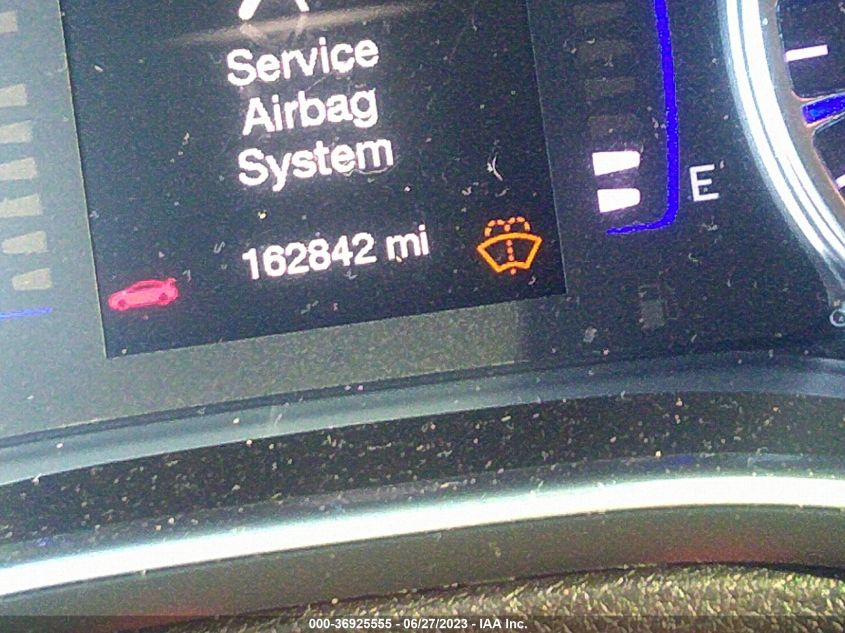 Service
Airbag
System
162842 mi
E
000-36925555 - 06/27/2023 - IAA Inc.